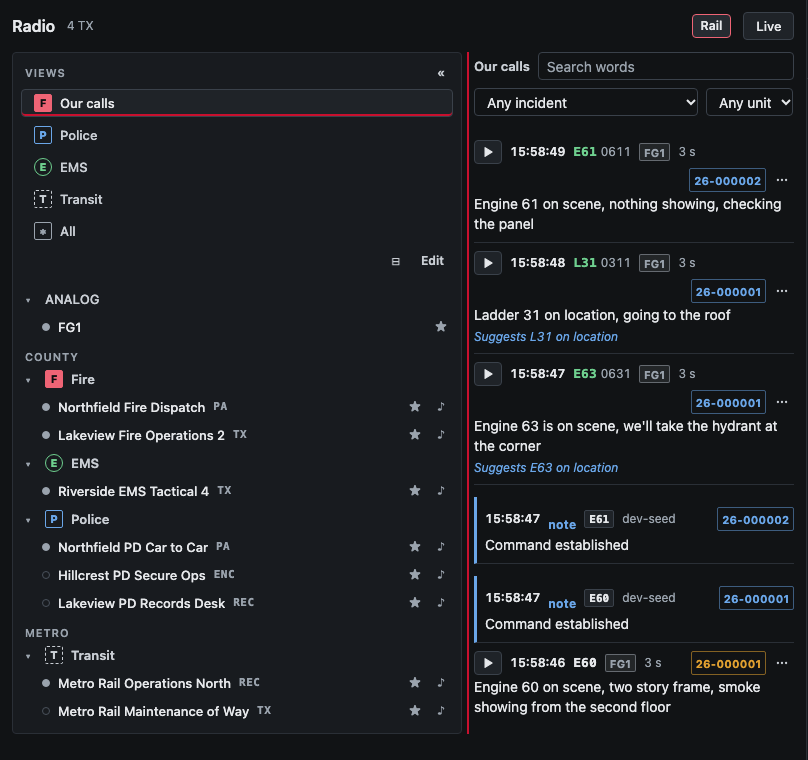 Radio 4 TX Rail Live
VIEWS «
F Our calls
P Police
E EMS
T Transit
All
Edit
ANALOG
FG1
COUNTY
F Fire
Northfield Fire Dispatch PA
Lakeview Fire Operations 2 TX
E EMS
Riverside EMS Tactical 4 TX
P Police
Northfield PD Car to Car PA
Hillcrest PD Secure Ops ENC
Lakeview PD Records Desk REC
METRO
T Transit
Metro Rail Operations North REC
Metro Rail Maintenance of Way TX
Our calls Search words
Any incident Any unit
15:58:49 E61 0611 FG1 3 s
26-000002 ...
Engine 61 on scene, nothing showing, checking
the panel
15:58:48 L31 0311 FG1 3 s
26-000001 ...
Ladder 31 on location, going to the roof
Suggests L31 on location
15:58:47 E63 0631 FG1 3 s
26-000001 ...
Engine 63 is on scene, we'll take the hydrant at
the corner
Suggests E63 on location
15:58:47 note E61 dev-seed 26-000002
Command established
15:58:47 note E60 dev-seed 26-000001
Command established
15:58:46 E60 FG1 3 s 26-000001 ...
Engine 60 on scene, two story frame, smoke
showing from the second floor